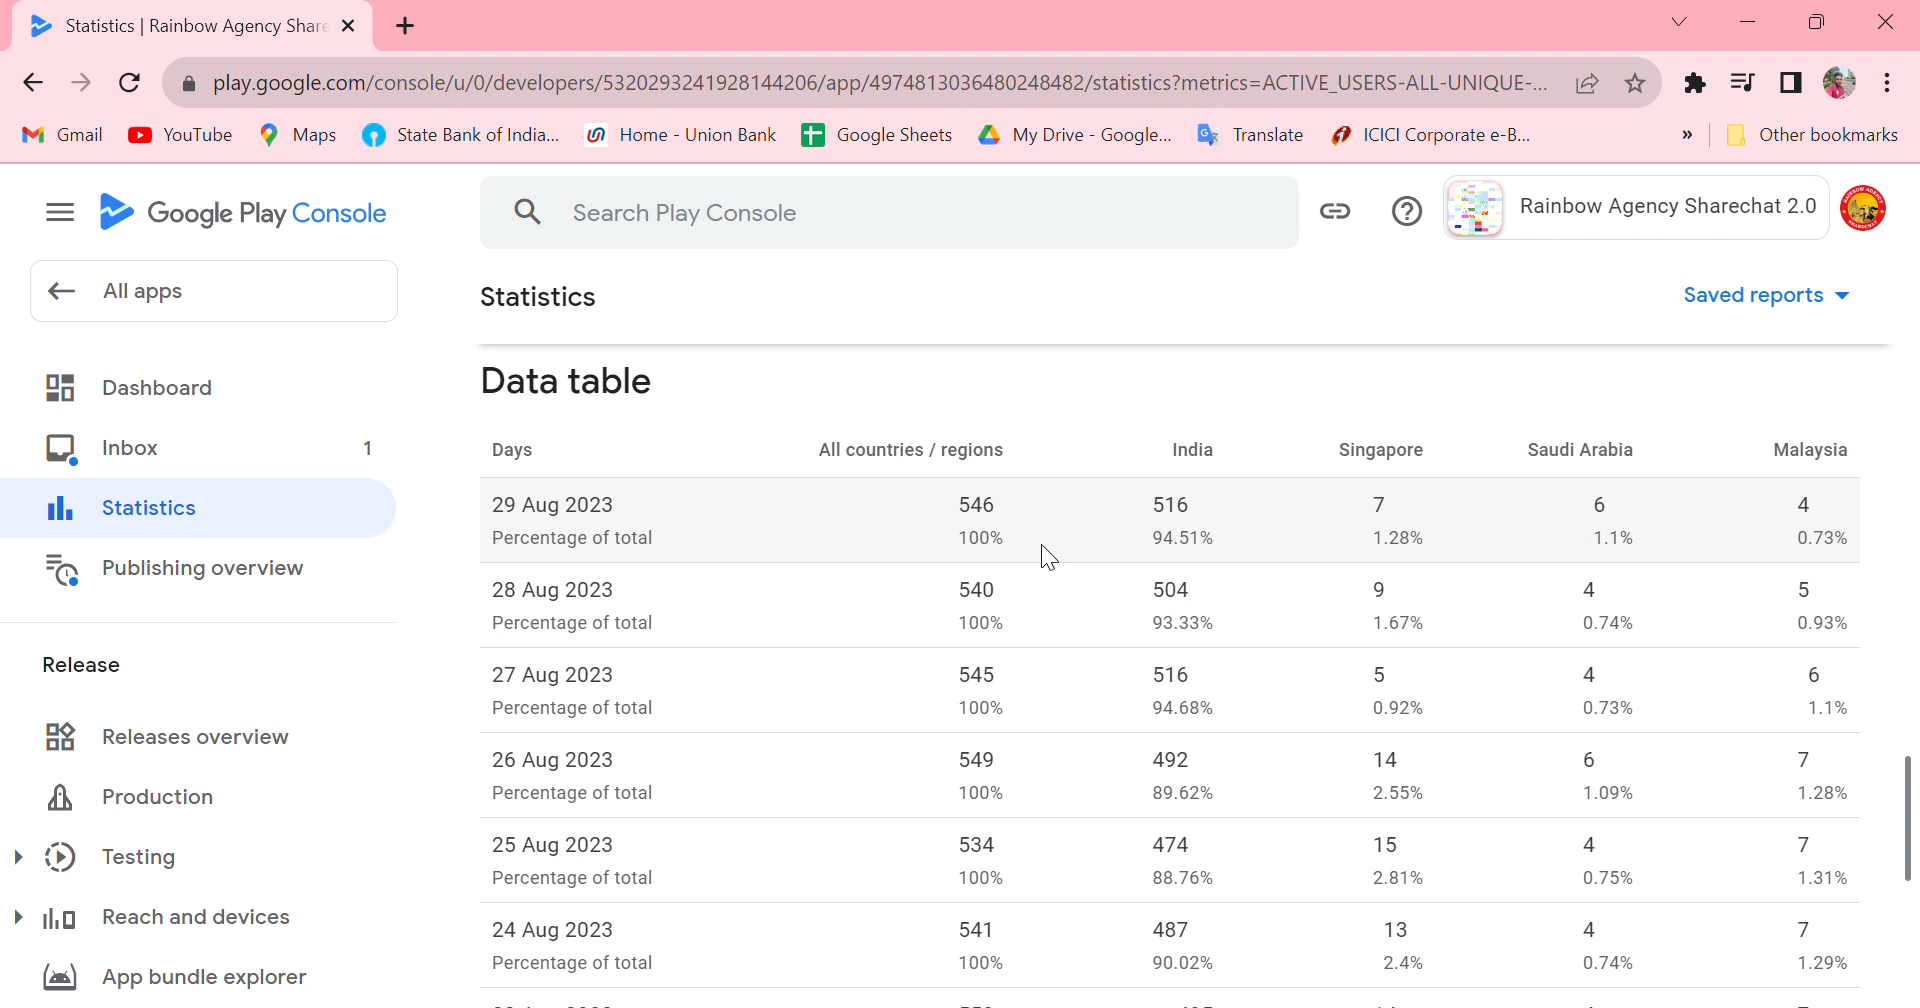 Statistics | Rainbow Agency Share
play.google.com/console/u/0/developers/5320293241928144206/app/4974813036480248482/statistics?metrics=ACTIVE_USERS-ALL-UNIQUE-...
Gmail YouTube Maps State Bank of India... Home - Union Bank Google Sheets My Drive - Google... Translate ICICI Corporate e-B... » Other bookmarks
Google Play Console Search Play Console Rainbow Agency Sharechat 2.0
All apps
Statistics Saved reports
Data table
Dashboard
Inbox 1
Statistics
Publishing overview
Release
Releases overview
Production
Testing
Reach and devices
App bundle explorer
Days All countries / regions India Singapore Saudi Arabia Malaysia
29 Aug 2023 546 516 7 6 4
Percentage of total 100% 94.51% 1.28% 1.1% 0.73%
28 Aug 2023 540 504 9 4 5
Percentage of total 100% 93.33% 1.67% 0.74% 0.93%
27 Aug 2023 545 516 5 4 6
Percentage of total 100% 94.68% 0.92% 0.73% 1.1%
26 Aug 2023 549 492 14 6 7
Percentage of total 100% 89.62% 2.55% 1.09% 1.28%
25 Aug 2023 534 474 15 4 7
Percentage of total 100% 88.76% 2.81% 0.75% 1.31%
24 Aug 2023 541 487 13 4 7
Percentage of total 100% 90.02% 2.4% 0.74% 1.29%